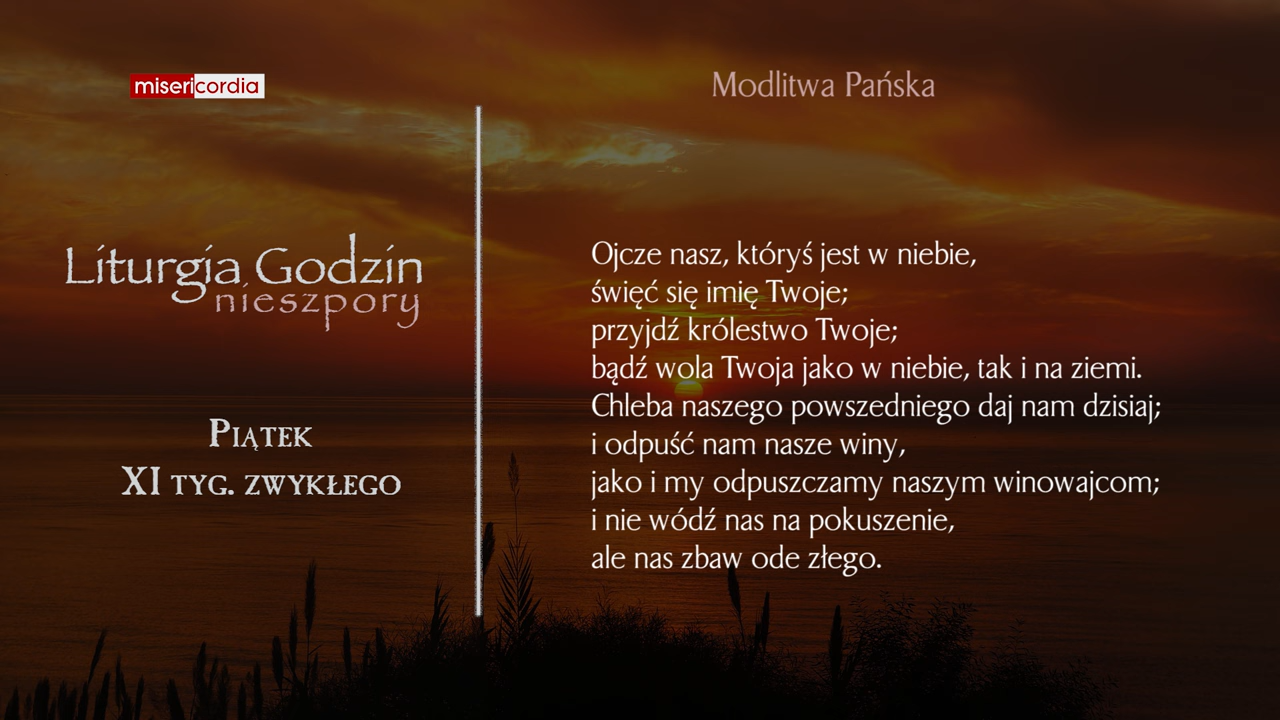 misericordia
Modlitwa Pańska
Liturgia Godzin
nieszpory
Piątek
XI tyg. zwykłego
Ojcze nasz, któryś jest w niebie,
święć się imię Twoje;
przyjdź królestwo Twoje;
bądź wola Twoja jako w niebie, tak i na ziemi.
Chleba naszego powszedniego daj nam dzisiaj;
i odpuść nam nasze winy,
jako i my odpuszczamy naszym winowajcom;
i nie wódź nas na pokuszenie,
ale nas zbaw ode złego.